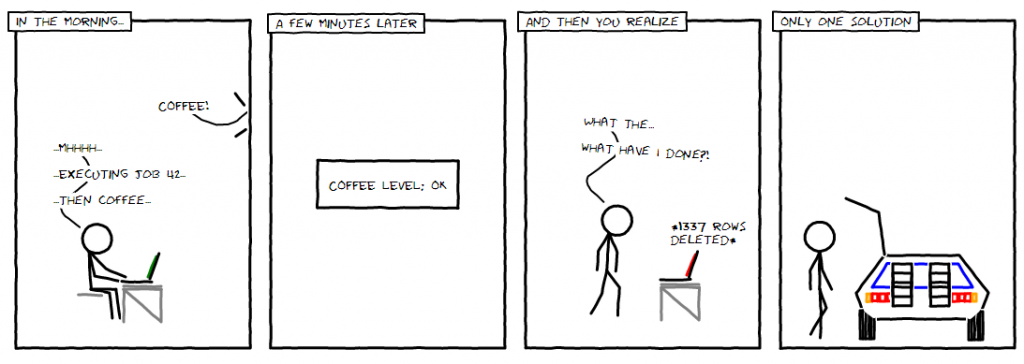 IN THE MORNING...
COFFEE!
...MHHHH...
...EXECUTING JOB 42...
...THEN COFFEE...
A FEW MINUTES LATER
COFFEE LEVEL: OK
AND THEN YOU REALIZE
WHAT THE...
WHAT HAVE I DONE?!
*1337 ROWS
DELETED*
ONLY ONE SOLUTION